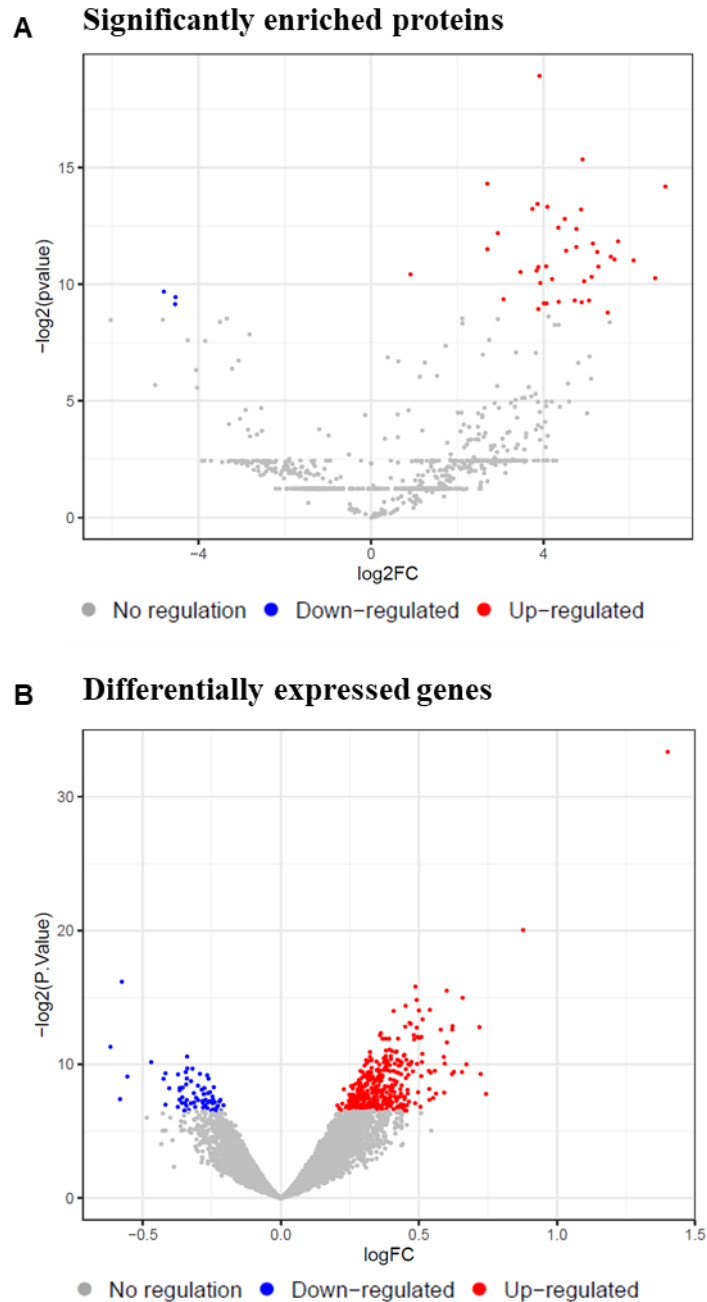 A Significantly enriched proteins
15
10
5
0
−log2(pvalue)
−4 0 4
log2FC
No regulation Down−regulated Up−regulated
B Differentially expressed genes
30
20
10
0
−log2(P.Value)
−0.5 0.0 0.5 1.0 1.5
logFC
No regulation Down−regulated Up−regulated